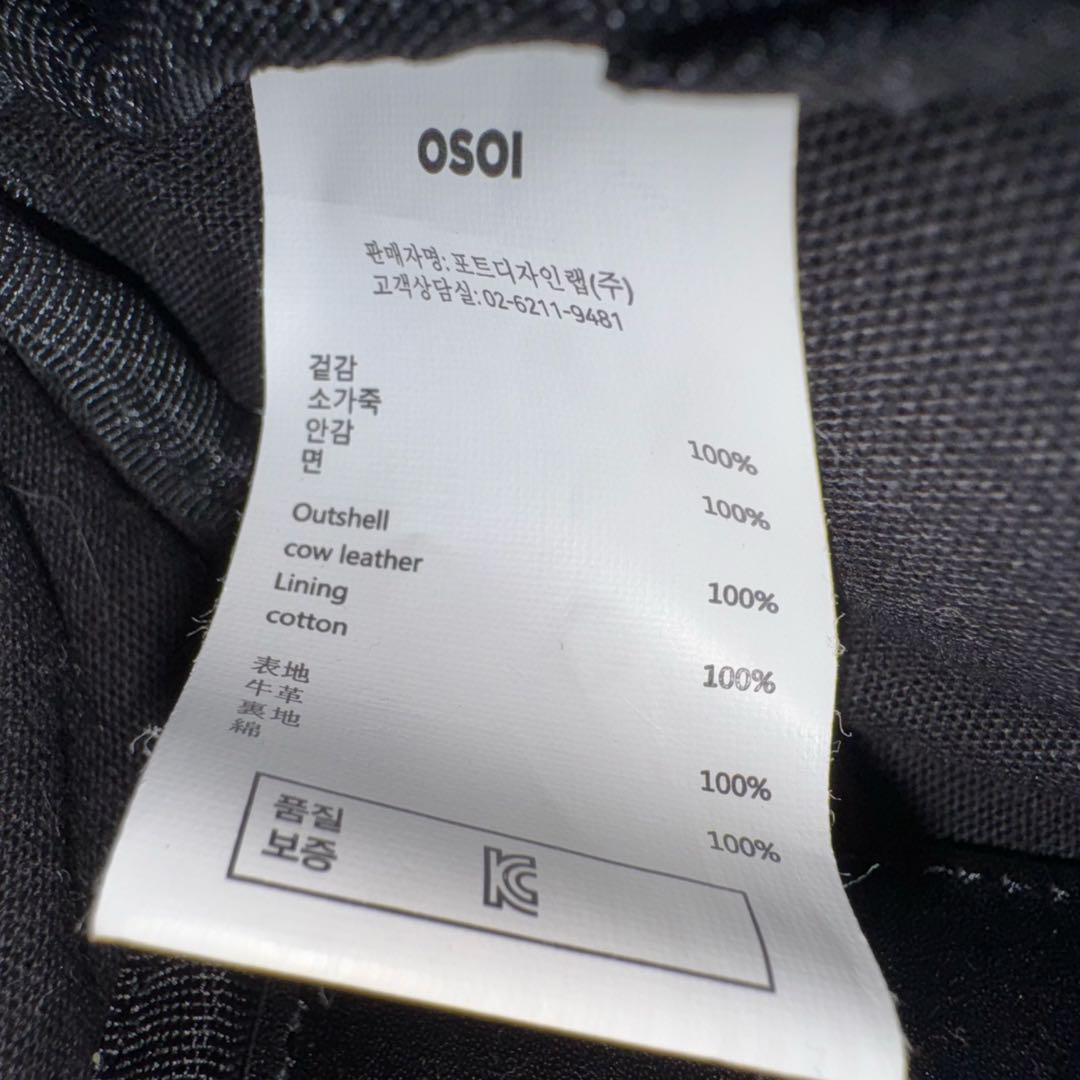 OSOI
판매자명: 포트디자인랩(주)
고객상담실: 02-6211-9481
겉감
소가죽 100%
안감
면 100%
Outshell
cow leather 100%
Lining
cotton 100%
表地
牛革 100%
裏地
綿 100%
품질
보증
KC